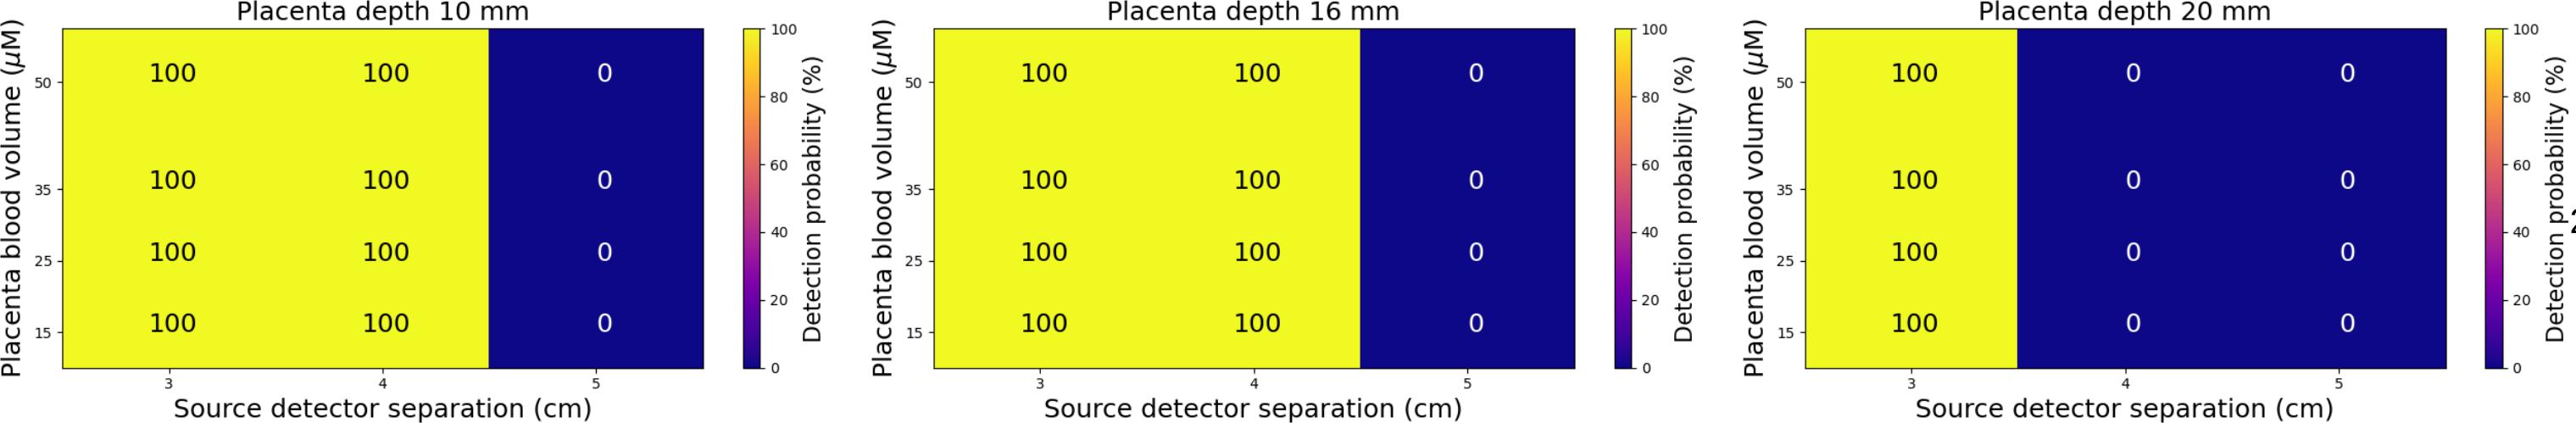 Placenta depth 10 mm
Placenta blood volume (μM)
50
35
25
15
100 100 0
100 100 0
100 100 0
100 100 0
3 4 5
Source detector separation (cm)
100
80
60
40
20
0
Detection probability (%)
Placenta depth 16 mm
Placenta blood volume (μM)
50
35
25
15
100 100 0
100 100 0
100 100 0
100 100 0
3 4 5
Source detector separation (cm)
100
80
60
40
20
0
Detection probability (%)
Placenta depth 20 mm
Placenta blood volume (μM)
50
35
25
15
100 0 0
100 0 0
100 0 0
100 0 0
3 4 5
Source detector separation (cm)
100
80
60
40
20
0
Detection probability (%)